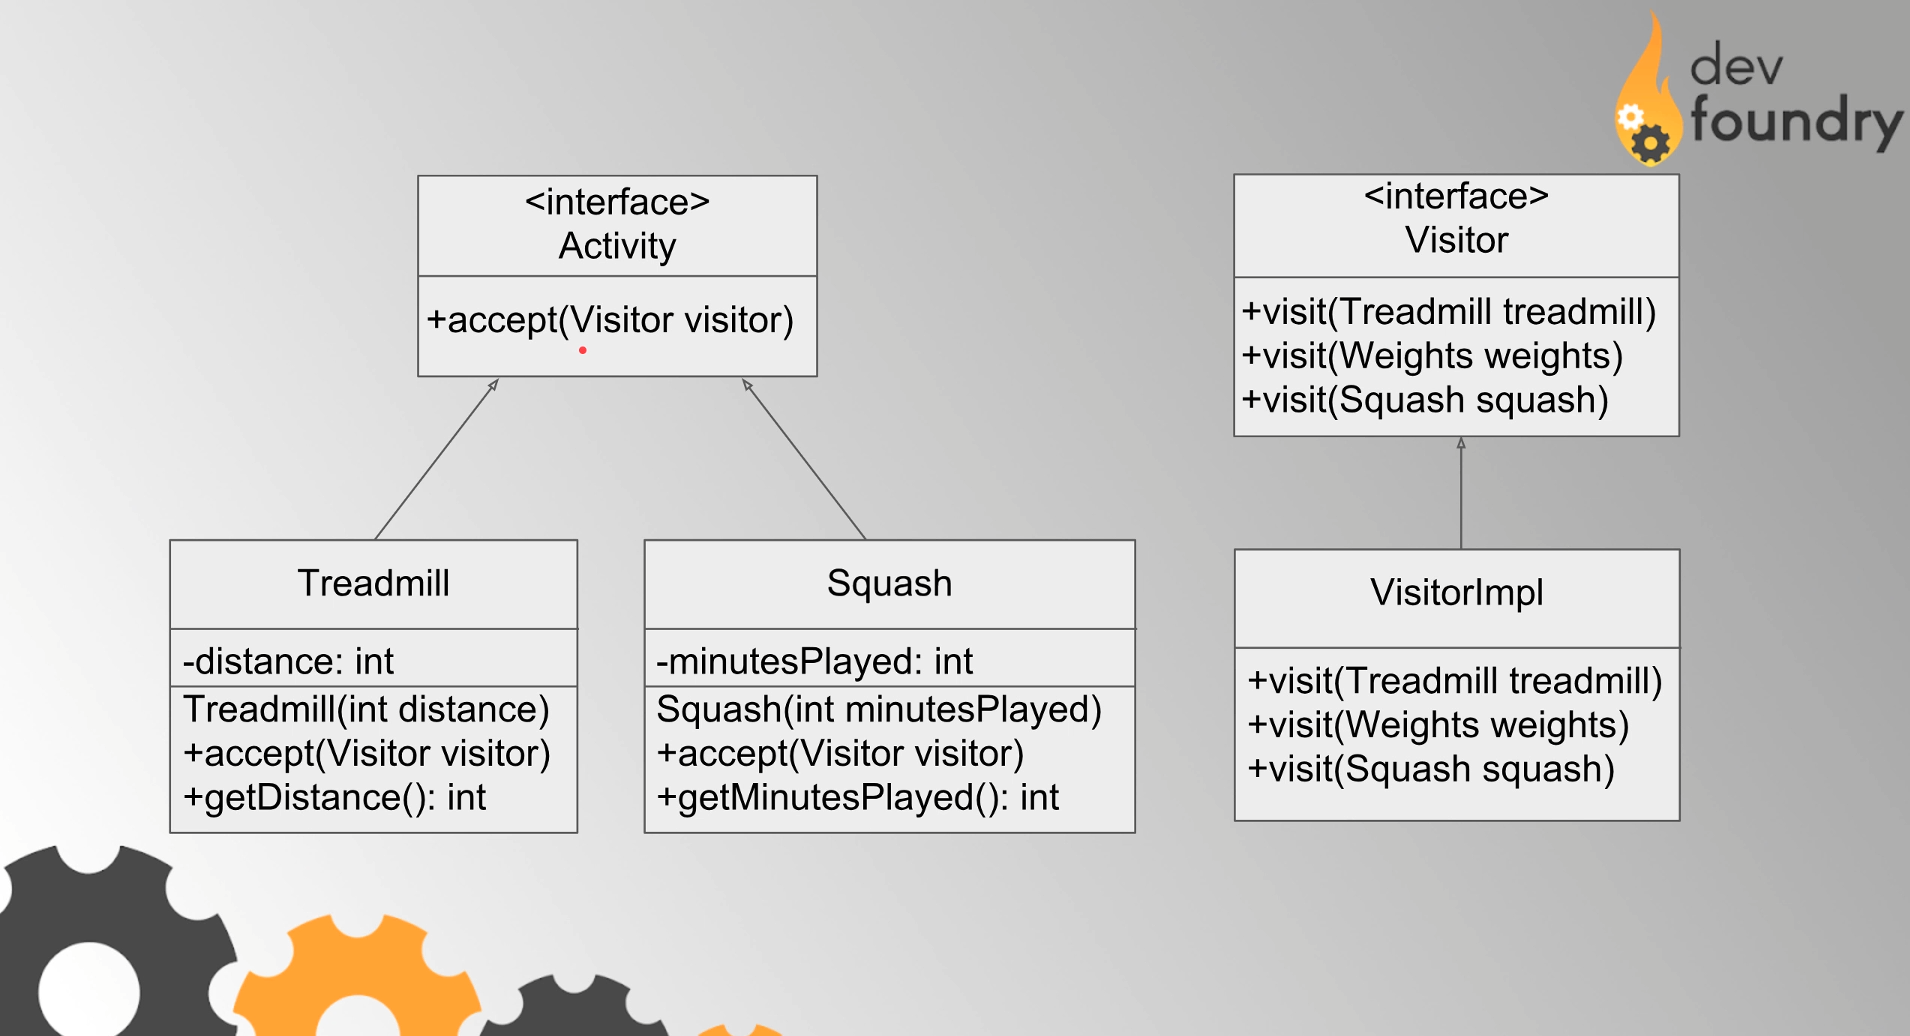 dev
foundry
<interface>
Activity
+accept(Visitor visitor)
<interface>
Visitor
+visit(Treadmill treadmill)
+visit(Weights weights)
+visit(Squash squash)
Treadmill
-distance: int
Treadmill(int distance)
+accept(Visitor visitor)
+getDistance(): int
Squash
-minutesPlayed: int
Squash(int minutesPlayed)
+accept(Visitor visitor)
+getMinutesPlayed(): int
VisitorImpl
+visit(Treadmill treadmill)
+visit(Weights weights)
+visit(Squash squash)